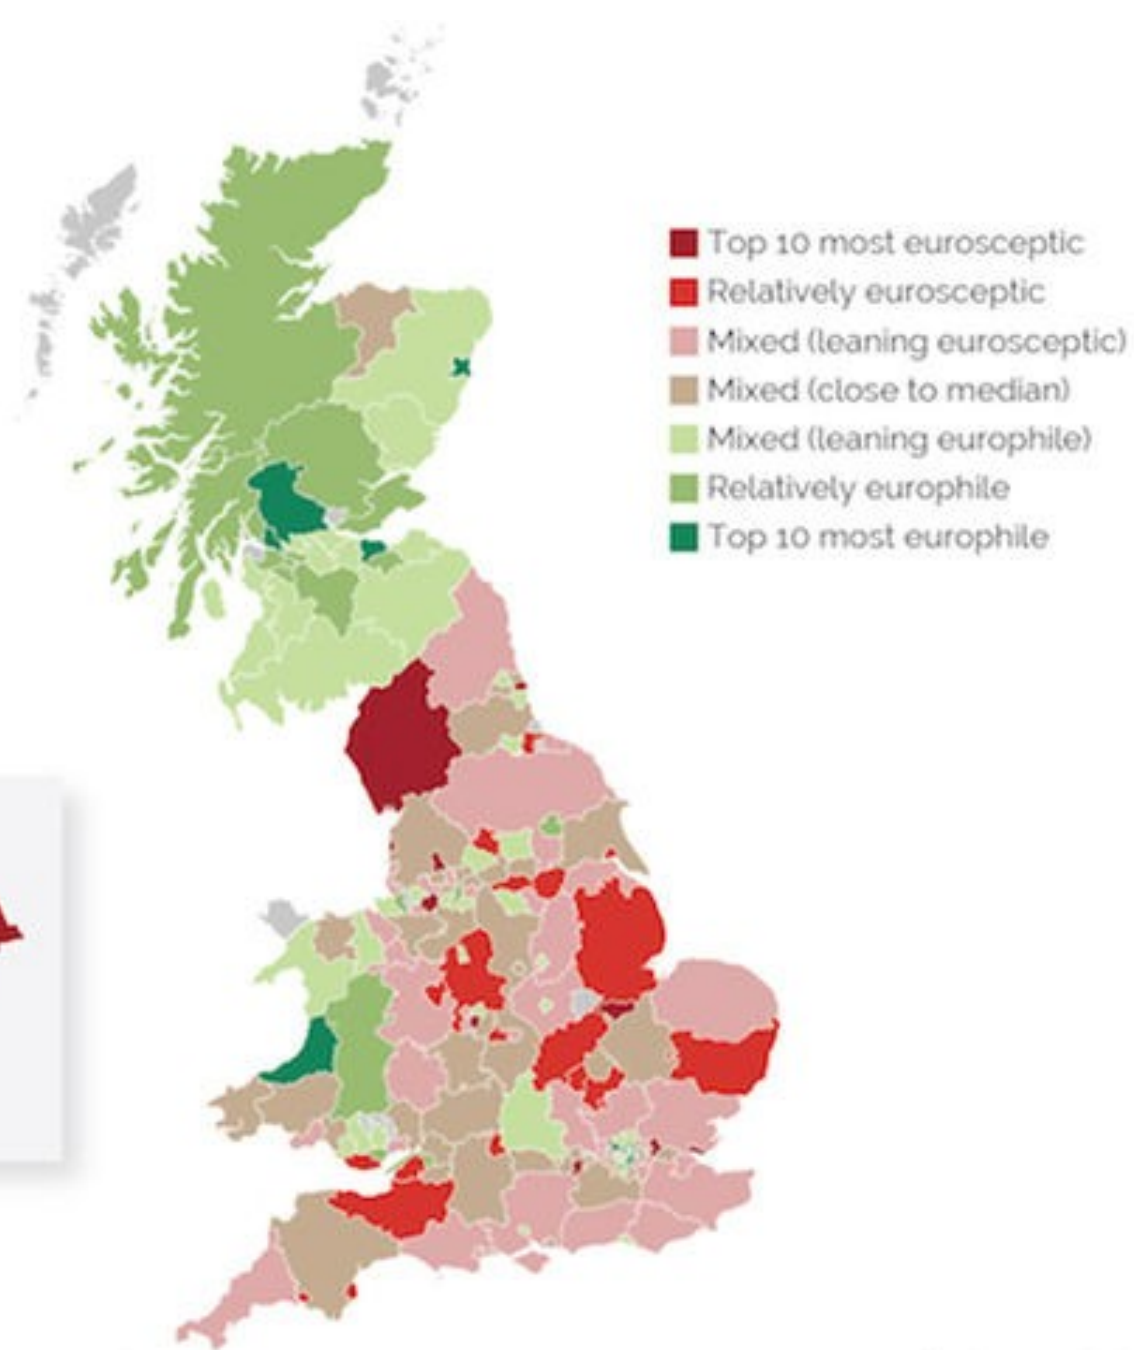 Top 10 most eurosceptic
Relatively eurosceptic
Mixed (leaning eurosceptic)
Mixed (close to median)
Mixed (leaning europhile)
Relatively europhile
Top 10 most europhile